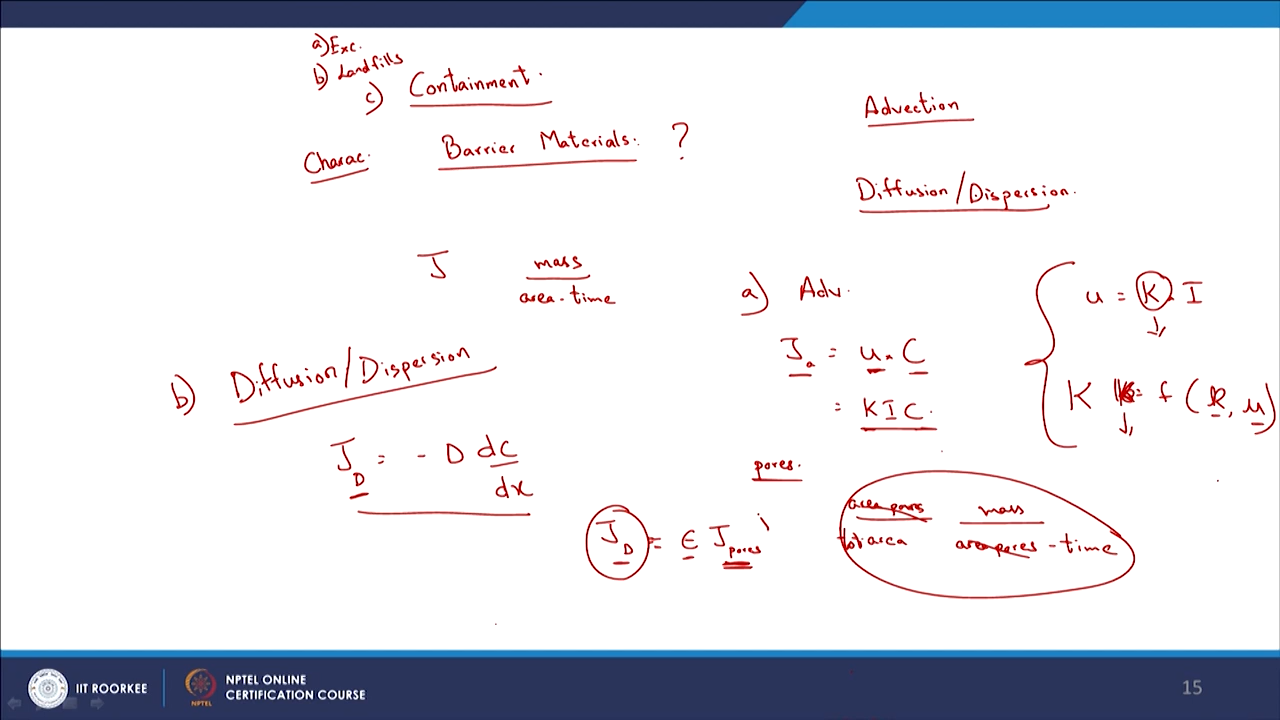 a) Exc.
b) Landfills
c) Containment.
Charac. Barrier Materials. ?
Advection
Diffusion/Dispersion.
J mass
area - time
a) Adv.
J_a = u . C
= K I C.
u = K . I
K = f ( k, μ )
b) Diffusion/Dispersion
J_D = - D dC
dx
pores.
J_D = ε J_pores
area pores mass
tot area area pores - time
IIT ROORKEE
NPTEL ONLINE
CERTIFICATION COURSE
NPTEL
15